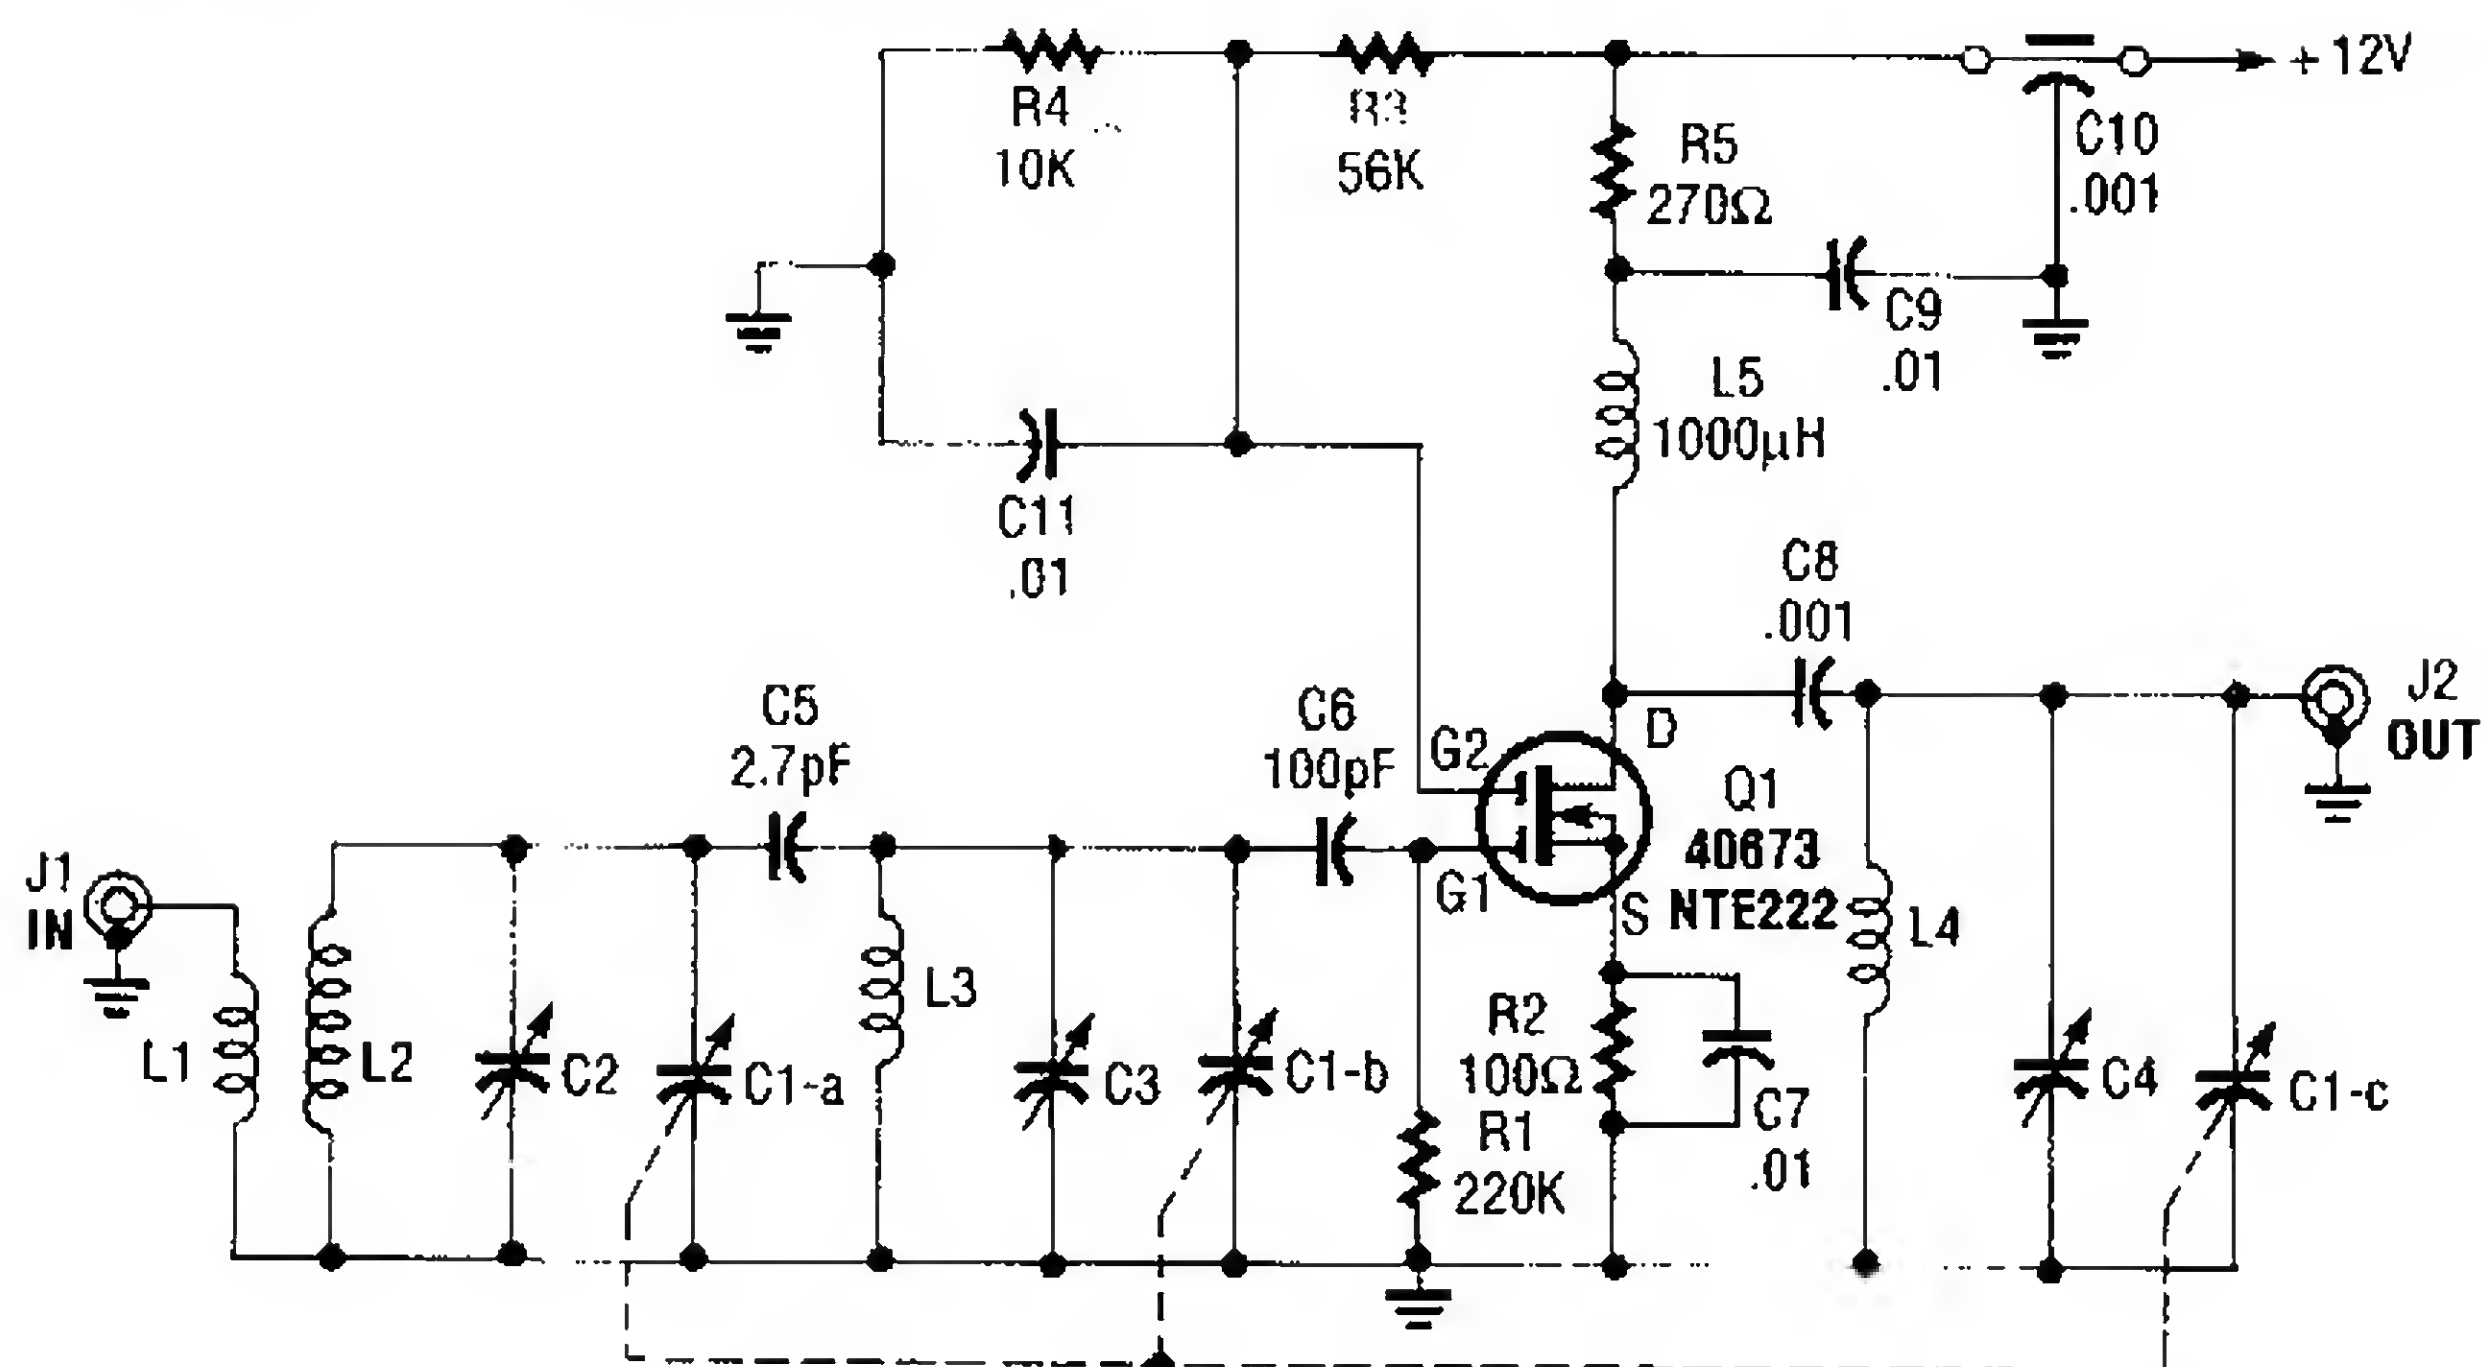 R4
10K
R3
56K
+12V
R5
270Ω
C10
.001
C9
.01
L5
1000µH
C11
.01
C8
.001
C5
2.7pF
C6
100pF
G2
D
J2
OUT
Q1
40673
NTE222
G1
S
J1
IN
L1
L2
C2
C1-a
L3
C3
C1-b
R2
100Ω
R1
220K
C7
.01
L4
C4
C1-c